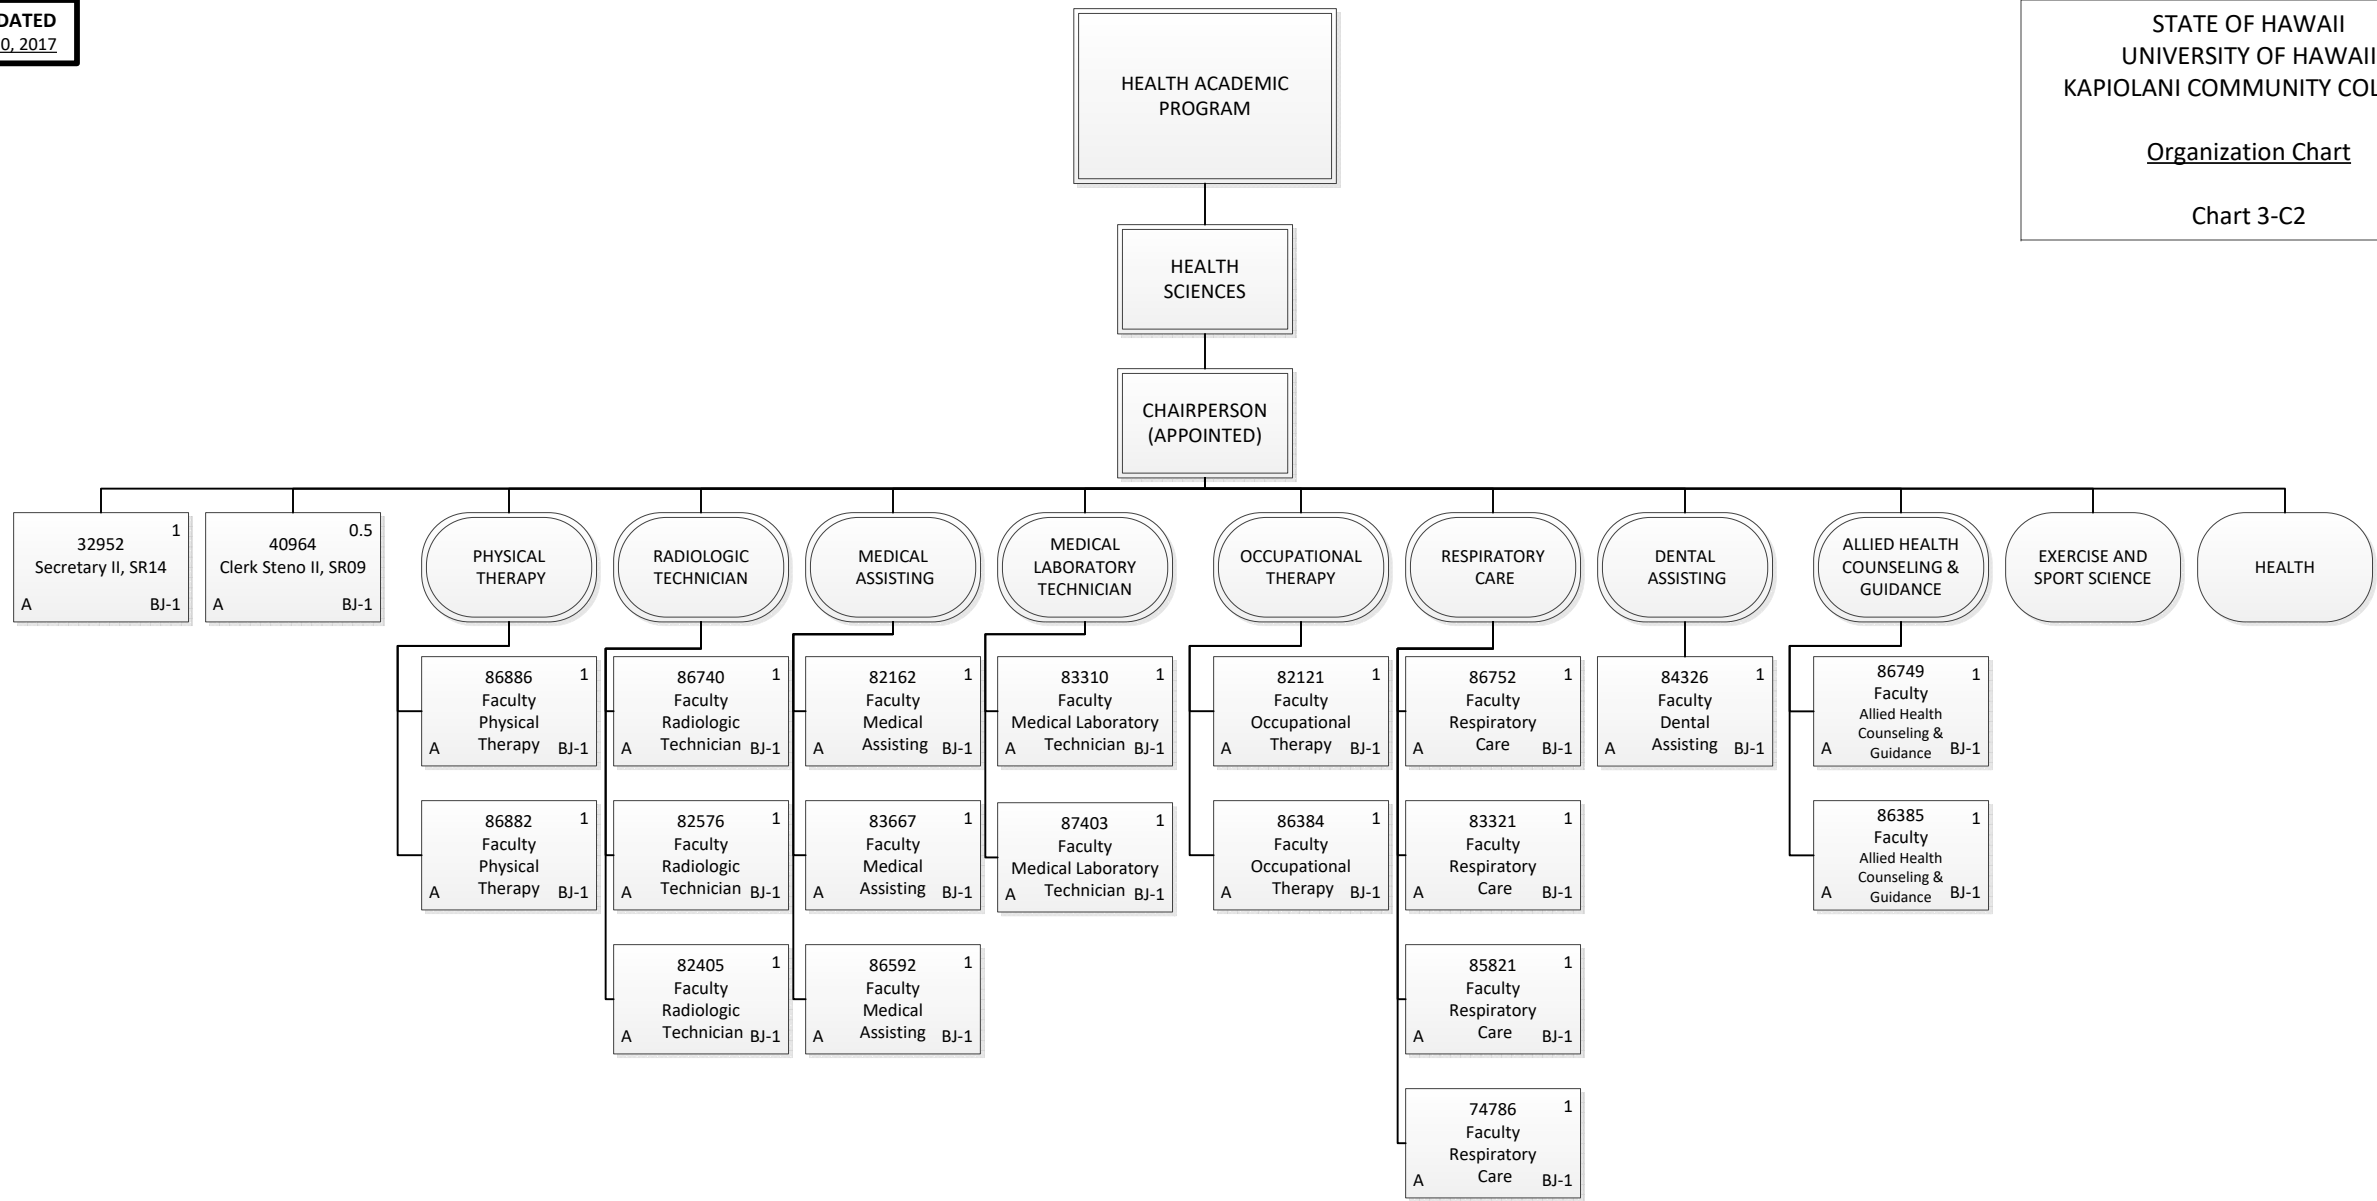 DATED
0, 2017
STATE OF HAWAII
UNIVERSITY OF HAWAII
KAPIOLANI COMMUNITY COL
Organization Chart
Chart 3-C2
HEALTH ACADEMIC
PROGRAM
HEALTH
SCIENCES
CHAIRPERSON
(APPOINTED)
1
32952
Secretary II, SR14
A BJ-1
0.5
40964
Clerk Steno II, SR09
A BJ-1
PHYSICAL
THERAPY
RADIOLOGIC
TECHNICIAN
MEDICAL
ASSISTING
MEDICAL
LABORATORY
TECHNICIAN
OCCUPATIONAL
THERAPY
RESPIRATORY
CARE
DENTAL
ASSISTING
ALLIED HEALTH
COUNSELING &
GUIDANCE
EXERCISE AND
SPORT SCIENCE
HEALTH
86886 1
Faculty
Physical
A Therapy BJ-1
86740 1
Faculty
Radiologic
A Technician BJ-1
82162 1
Faculty
Medical
A Assisting BJ-1
83310 1
Faculty
Medical Laboratory
A Technician BJ-1
82121 1
Faculty
Occupational
A Therapy BJ-1
86752 1
Faculty
Respiratory
A Care BJ-1
84326 1
Faculty
Dental
A Assisting BJ-1
86749 1
Faculty
Allied Health
Counseling &
A Guidance BJ-1
86882 1
Faculty
Physical
A Therapy BJ-1
82576 1
Faculty
Radiologic
A Technician BJ-1
83667 1
Faculty
Medical
A Assisting BJ-1
87403 1
Faculty
Medical Laboratory
A Technician BJ-1
86384 1
Faculty
Occupational
A Therapy BJ-1
83321 1
Faculty
Respiratory
A Care BJ-1
86385 1
Faculty
Allied Health
Counseling &
A Guidance BJ-1
82405 1
Faculty
Radiologic
A Technician BJ-1
86592 1
Faculty
Medical
A Assisting BJ-1
85821 1
Faculty
Respiratory
A Care BJ-1
74786 1
Faculty
Respiratory
A Care BJ-1